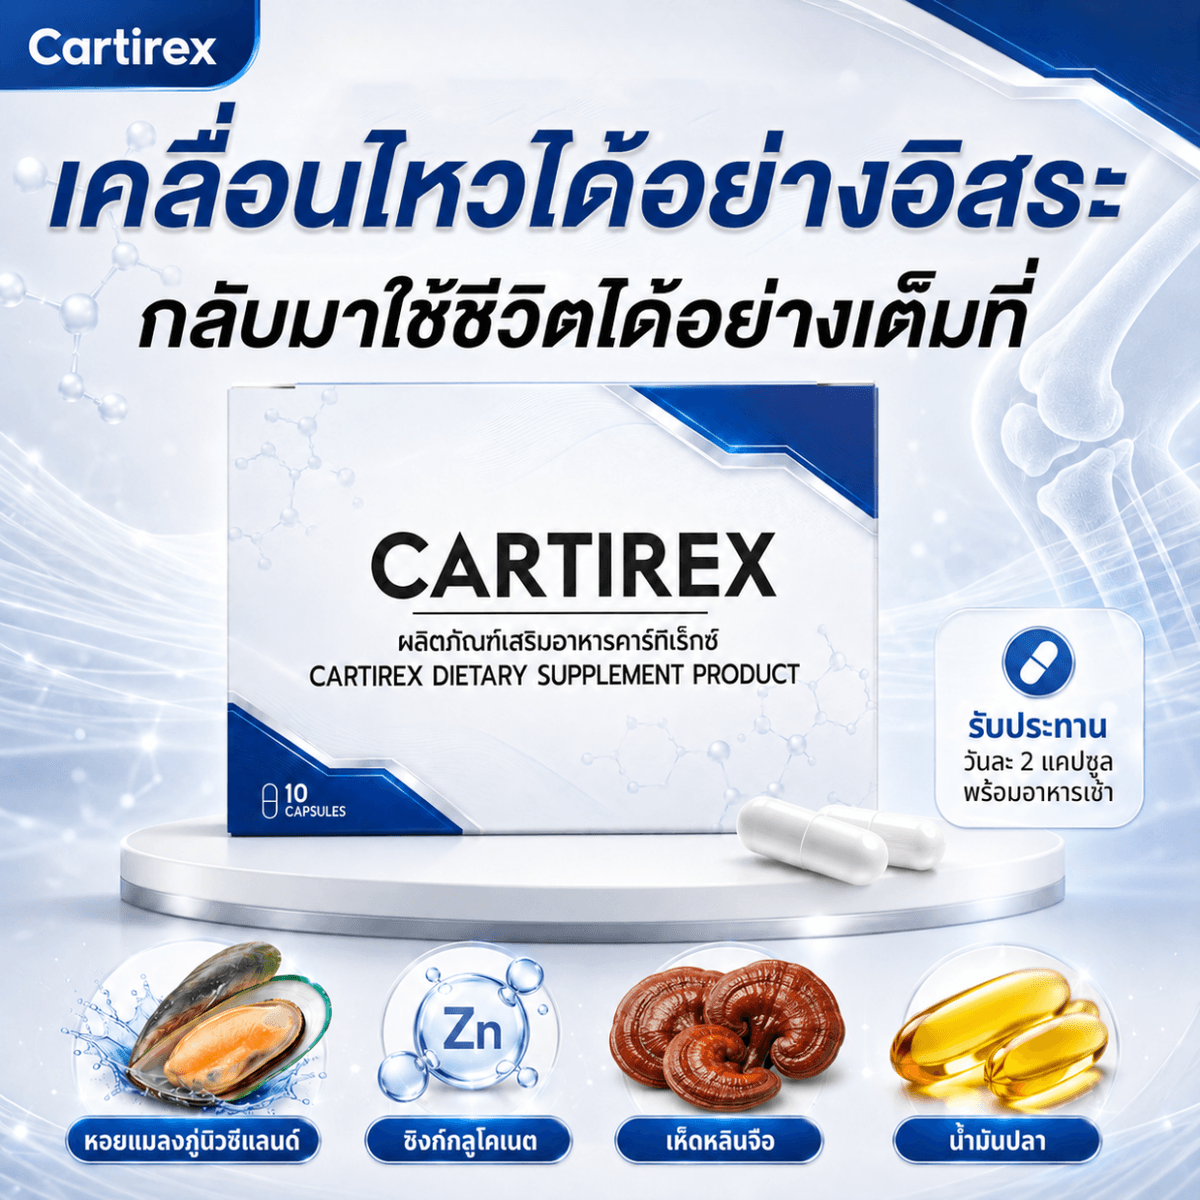 Cartirex
เคลื่อนไหวได้อย่างอิสระ
กลับมาใช้ชีวิตได้อย่างเต็มที่
CARTIREX
ผลิตภัณฑ์เสริมอาหารคาร์ทิเร็กซ์
CARTIREX DIETARY SUPPLEMENT PRODUCT
10
CAPSULES
รับประทาน
วันละ 2 แคปซูล
พร้อมอาหารเช้า
Zn
หอยแมลงภู่นิวซีแลนด์
ซิงก์กลูโคเนต
เห็ดหลินจือ
น้ำมันปลา